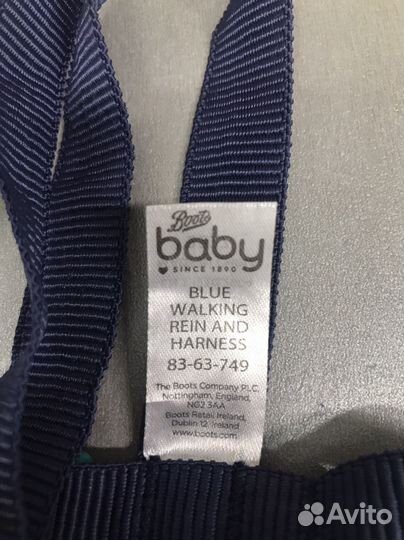 Boots
baby
SINCE 1890
BLUE
WALKING
REIN AND
HARNESS
83-63-749
The Boots Company PLC.
Nottingham, England,
NG2 3AA
Boots Retail Ireland,
Dublin 12, Ireland
www.boots.com
Avito